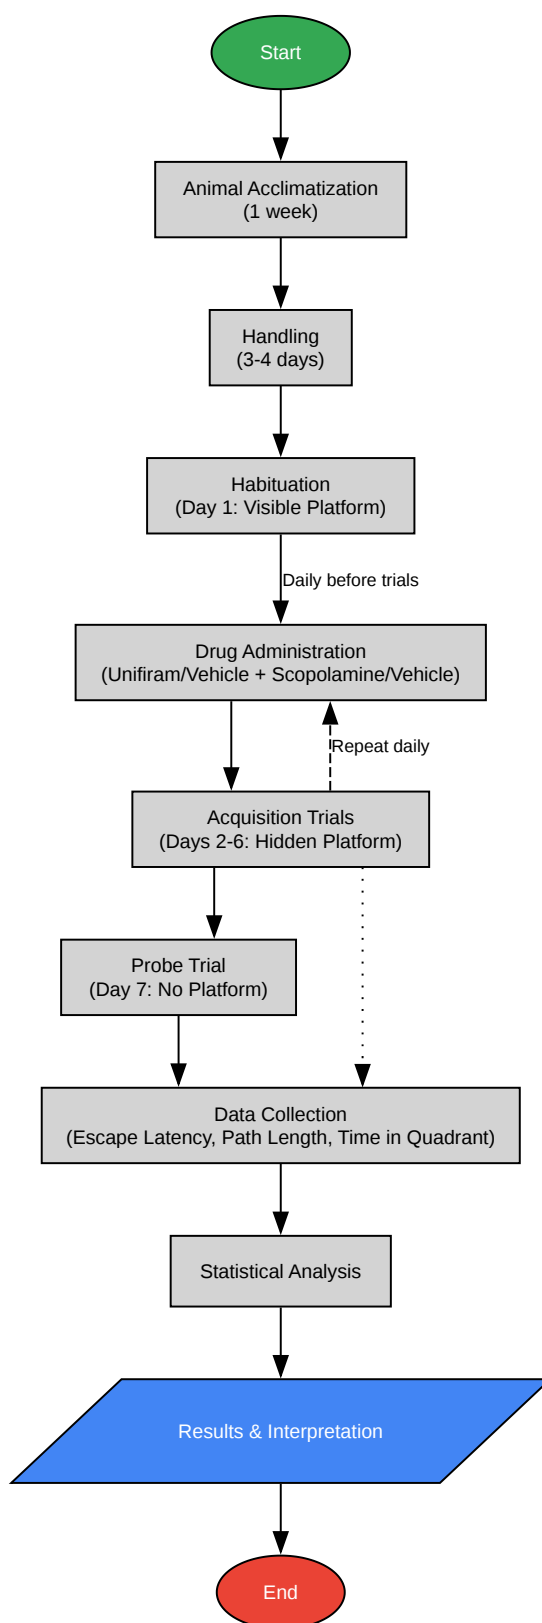 Start
Animal Acclimatization
(1 week)
Handling
(3-4 days)
Habituation
(Day 1: Visible Platform)
Daily before trials
Drug Administration
(Unifiram/Vehicle + Scopolamine/Vehicle)
Repeat daily
Acquisition Trials
(Days 2-6: Hidden Platform)
Probe Trial
(Day 7: No Platform)
Data Collection
(Escape Latency, Path Length, Time in Quadrant)
Statistical Analysis
Results & Interpretation
End